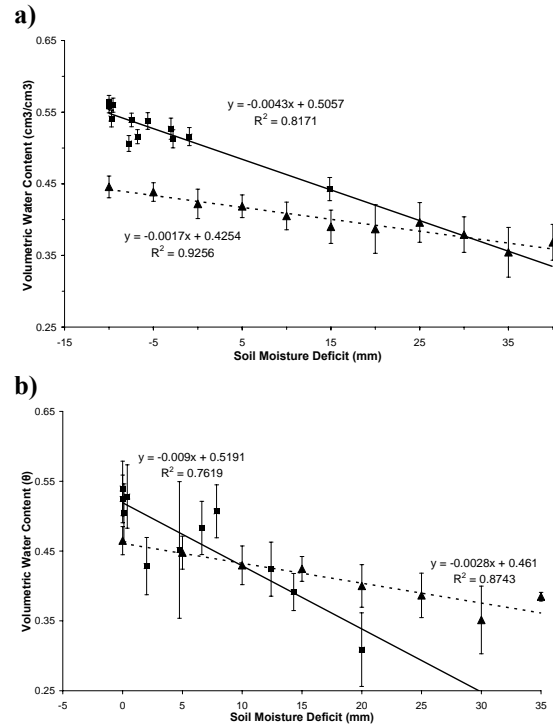 a)
0.65
0.55
0.45
0.35
0.25
Volumetric Water Content (cm3/cm3)
y = -0.0043x + 0.5057
R² = 0.8171
y = -0.0017x + 0.4254
R² = 0.9256
-15 -5 5 15 25 35
Soil Moisture Deficit (mm)
b)
0.65
0.55
0.45
0.35
0.25
Volumetric Water Content (θ)
y = -0.009x + 0.5191
R² = 0.7619
y = -0.0028x + 0.461
R² = 0.8743
0 5 10 15 20 25 30 35
Soil Moisture Deficit (mm)